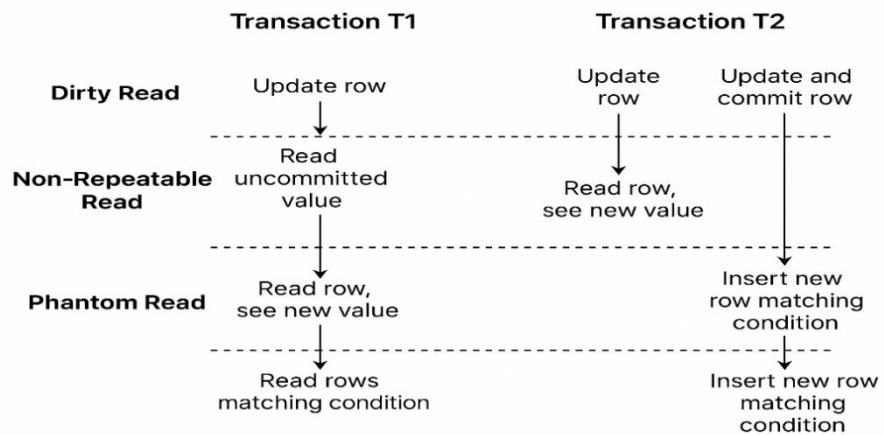 Transaction T1
Transaction T2
Dirty Read
Update row
Update
row
Update and
commit row
Non-Repeatable
Read
Read
uncommitted
value
Read row,
see new value
Phantom Read
Read row,
see new value
Insert new
row matching
condition
Read rows
matching condition
Insert new row
matching
condition